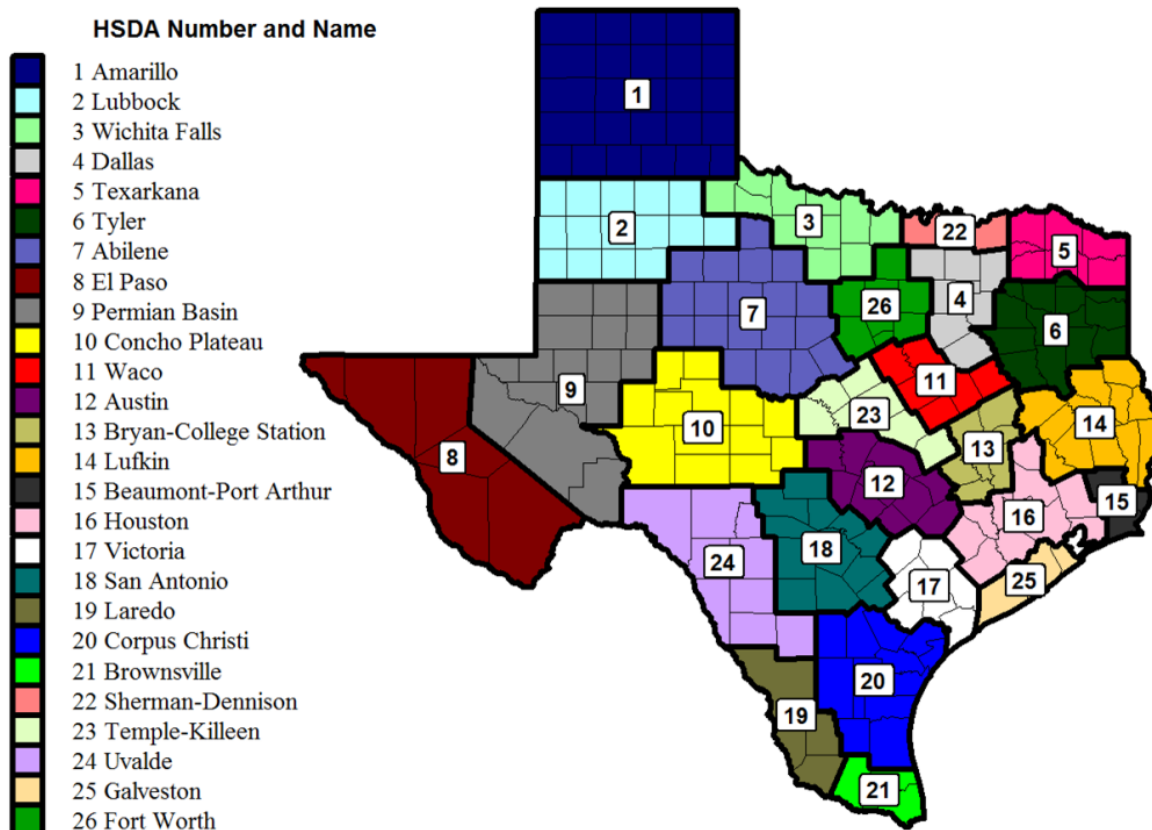 HSDA Number and Name
1 Amarillo
2 Lubbock
3 Wichita Falls
4 Dallas
5 Texarkana
6 Tyler
7 Abilene
8 El Paso
9 Permian Basin
10 Concho Plateau
11 Waco
12 Austin
13 Bryan-College Station
14 Lufkin
15 Beaumont-Port Arthur
16 Houston
17 Victoria
18 San Antonio
19 Laredo
20 Corpus Christi
21 Brownsville
22 Sherman-Dennison
23 Temple-Killeen
24 Uvalde
25 Galveston
26 Fort Worth
1
2
3
22
5
4
26
7
6
11
9
23
14
10
13
8
12
15
16
18
24
25
17
20
19
21